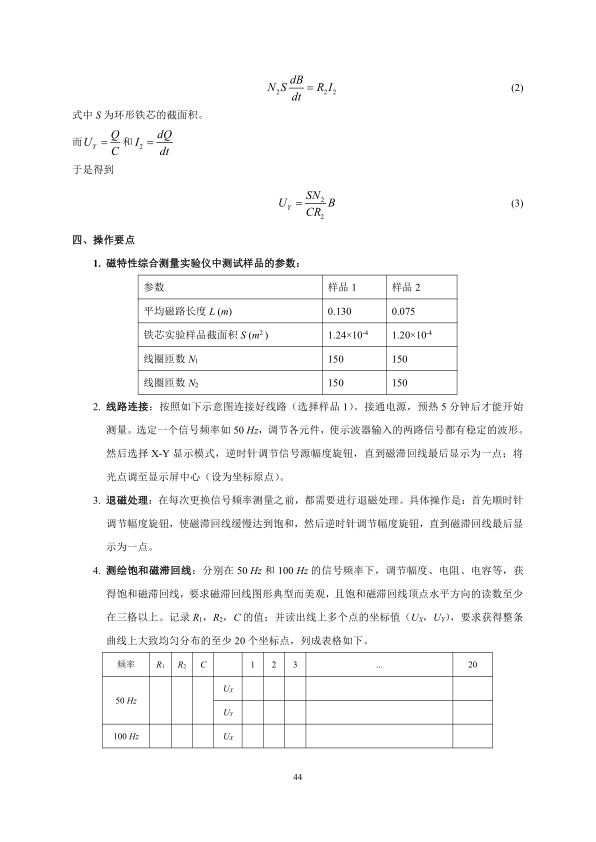 N₂S dB/dt = R₂I₂ (2)
式中 S 为环形铁芯的截面积。
而 U_Y = Q/C 和 I₂ = dQ/dt
于是得到
U_Y = SN₂/CR₂ B (3)
四、操作要点
1. 磁特性综合测量实验仪中测试样品的参数：
参数 样品 1 样品 2
平均磁路长度 L (m) 0.130 0.075
铁芯实验样品截面积 S (m² ) 1.24×10⁻⁴ 1.20×10⁻⁴
线圈匝数 N₁ 150 150
线圈匝数 N₂ 150 150
2. 线路连接：按照如下示意图连接好线路（选择样品 1）。接通电源，预热 5 分钟后才能开始
测量。选定一个信号频率如 50 Hz，调节各元件，使示波器输入的两路信号都有稳定的波形。
然后选择 X-Y 显示模式，逆时针调节信号源幅度旋钮，直到磁滞回线最后显示为一点；将
光点调至显示屏中心（设为坐标原点）。
3. 退磁处理：在每次更换信号频率测量之前，都需要进行退磁处理。具体操作是：首先顺时针
调节幅度旋钮，使磁滞回线缓慢达到饱和，然后逆时针调节幅度旋钮，直到磁滞回线最后显
示为一点。
4. 测绘饱和磁滞回线：分别在 50 Hz 和 100 Hz 的信号频率下，调节幅度、电阻、电容等，获
得饱和磁滞回线，要求磁滞回线图形典型而美观，且饱和磁滞回线顶点水平方向的读数至少
在三格以上。记录 R₁，R₂，C 的值；并读出线上多个点的坐标值（U_X，U_Y），要求获得整条
曲线上大致均匀分布的至少 20 个坐标点，列成表格如下。
频率 R₁ R₂ C 1 2 3 ... 20
50 Hz U_X
U_Y
100 Hz U_X
44